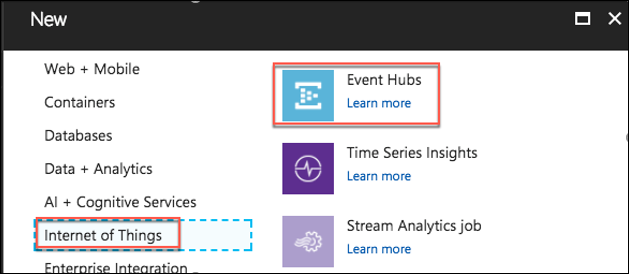 New
Web + Mobile
Containers
Databases
Data + Analytics
AI + Cognitive Services
Internet of Things
Enterprise Integration
Event Hubs
Learn more
Time Series Insights
Learn more
Stream Analytics job
Learn more